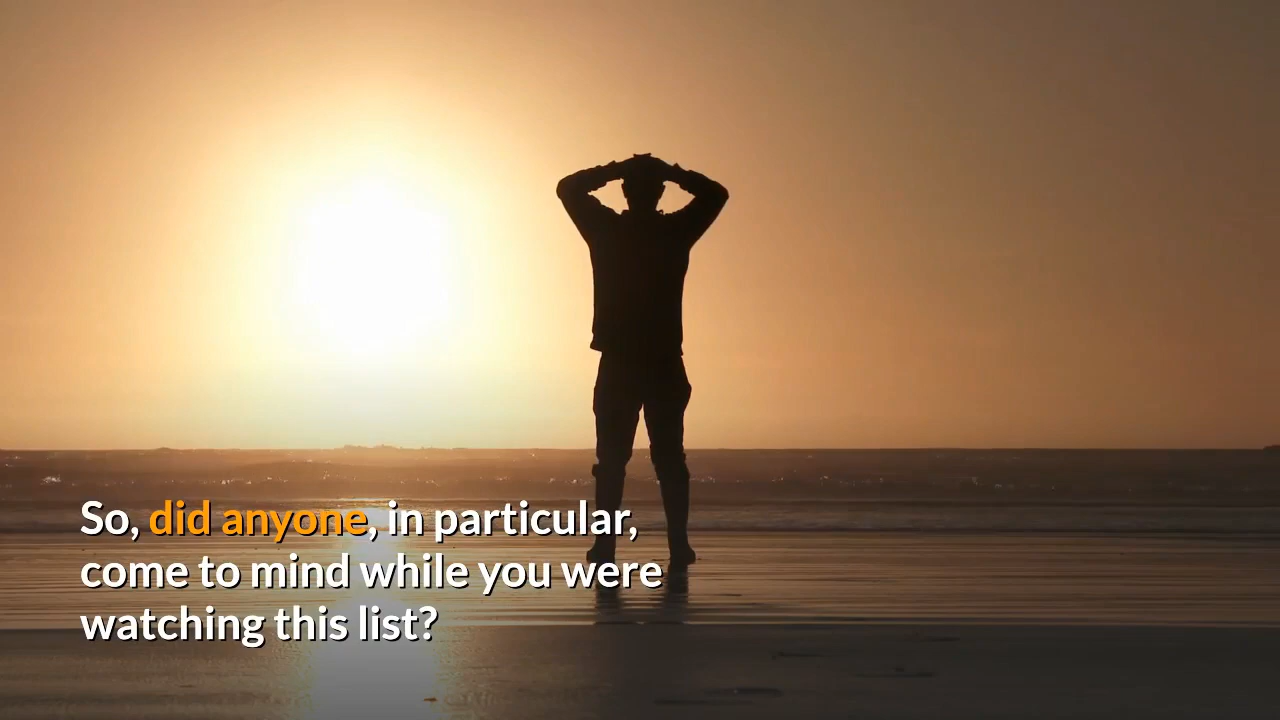 So, did anyone, in particular,
come to mind while you were
watching this list?